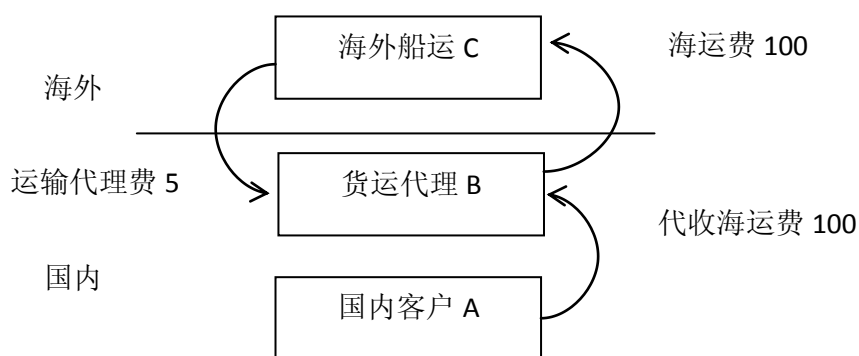 海外船运 C
海运费 100
海外
运输代理费 5
货运代理 B
代收海运费 100
国内
国内客户 A